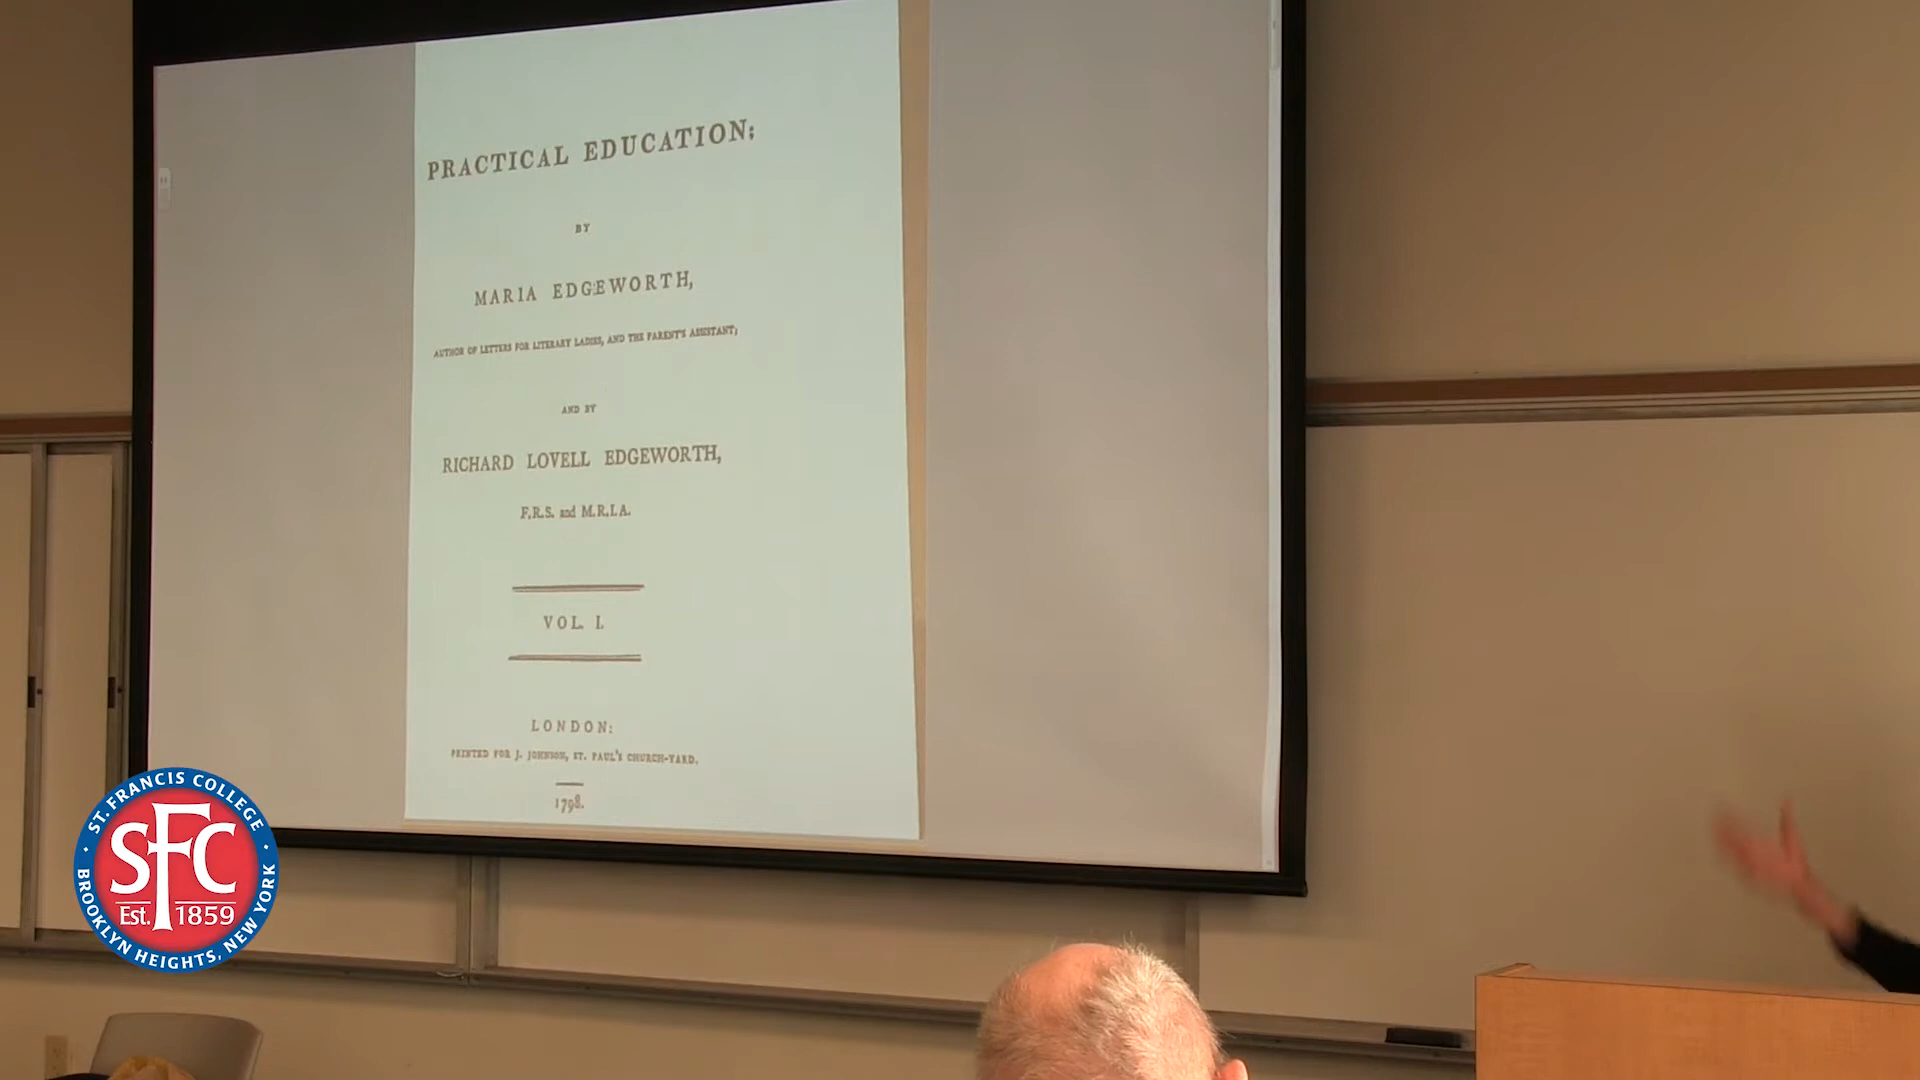 PRACTICAL EDUCATION;
BY
MARIA EDGEWORTH,
AUTHOR OF LETTERS FOR LITERARY LADIES, AND THE PARENT'S ASSISTANT;
AND BY
RICHARD LOVELL EDGEWORTH,
F.R.S. and M.R.I.A.
VOL. I.
LONDON:
PRINTED FOR J. JOHNSON, ST. PAUL'S CHURCH-YARD.
1798.
ST. FRANCIS COLLEGE
SFC
Est. 1859
BROOKLYN HEIGHTS, NEW YORK